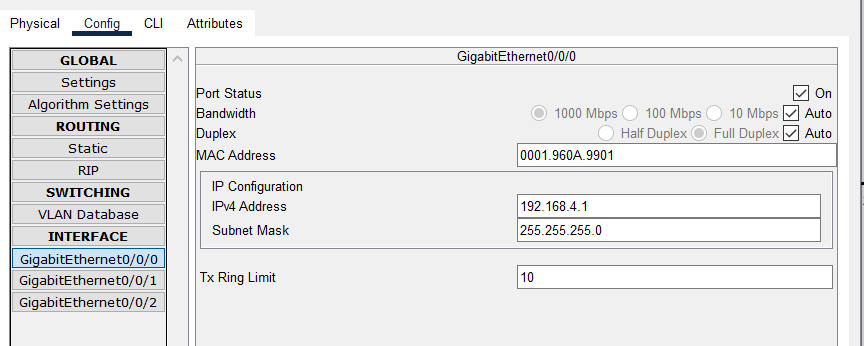 Physical Config CLI Attributes
GLOBAL
Settings
Algorithm Settings
ROUTING
Static
RIP
SWITCHING
VLAN Database
INTERFACE
GigabitEthernet0/0/0
GigabitEthernet0/0/1
GigabitEthernet0/0/2
GigabitEthernet0/0/0
Port Status On
Bandwidth 1000 Mbps 100 Mbps 10 Mbps Auto
Duplex Half Duplex Full Duplex Auto
MAC Address 0001.960A.9901
IP Configuration
IPv4 Address 192.168.4.1
Subnet Mask 255.255.255.0
Tx Ring Limit 10